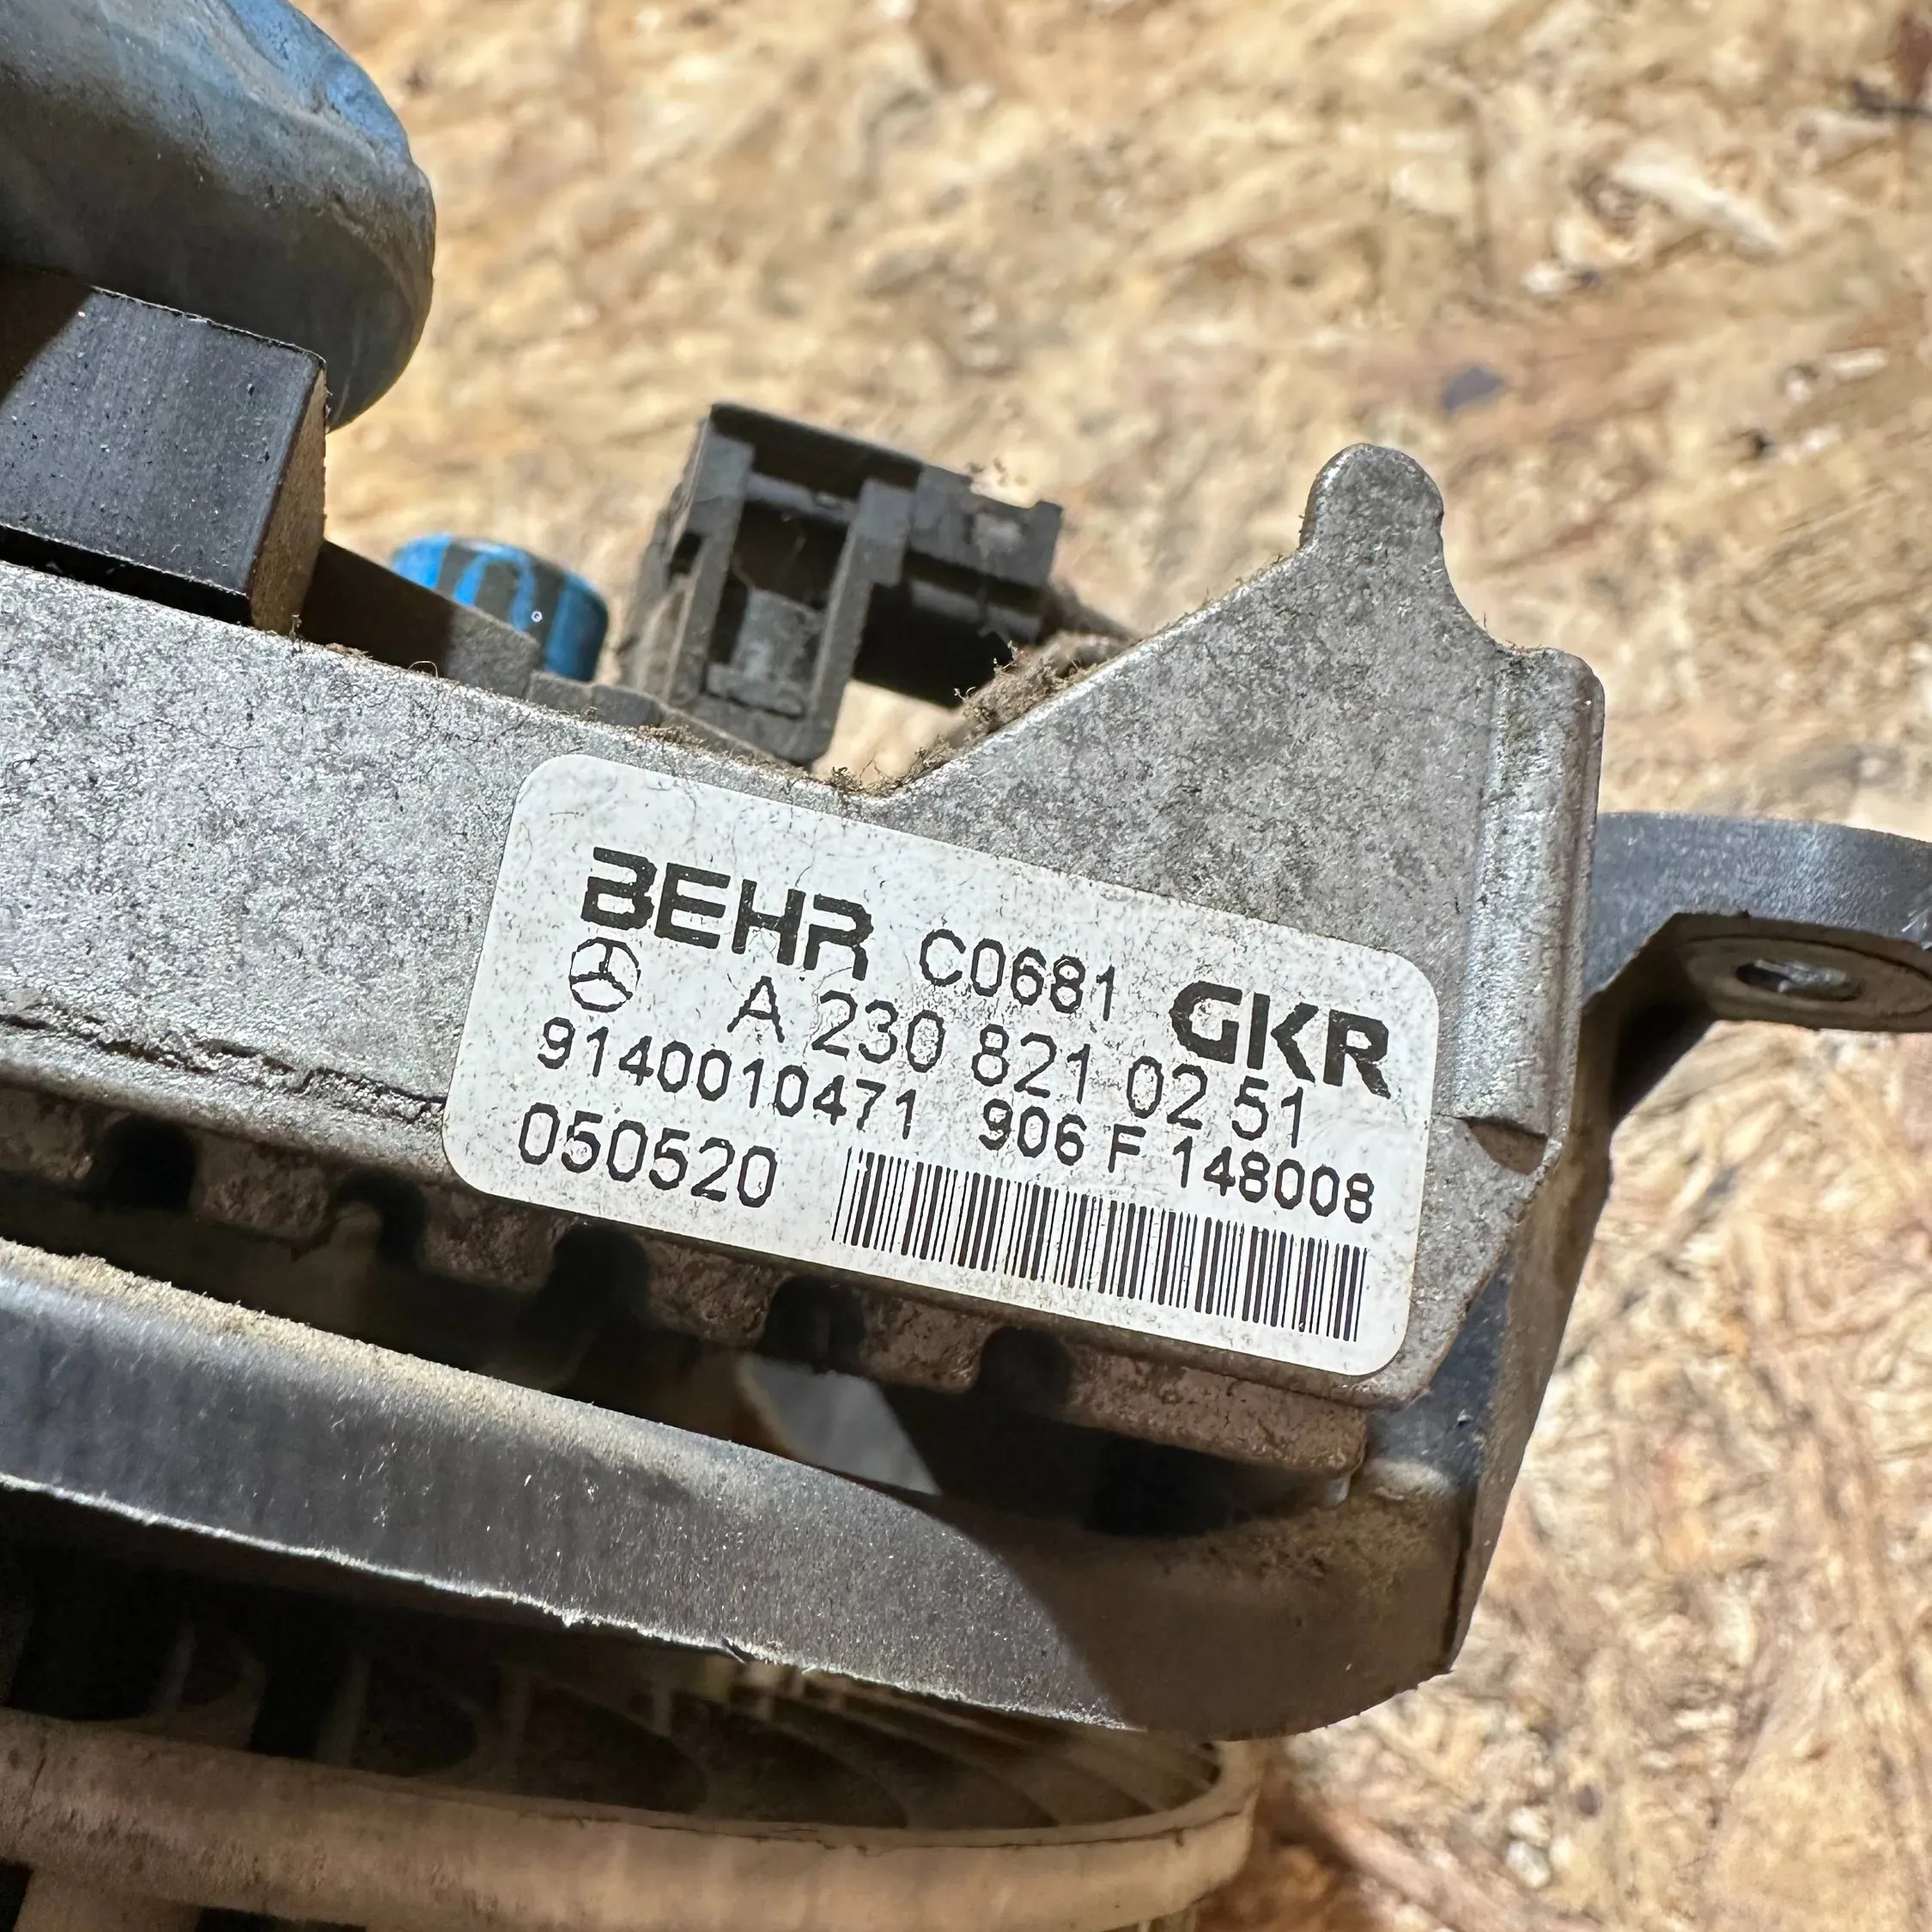 BEHR C0681 GKR
A 230 821 02 51
9140010471 906 F 148008
050520